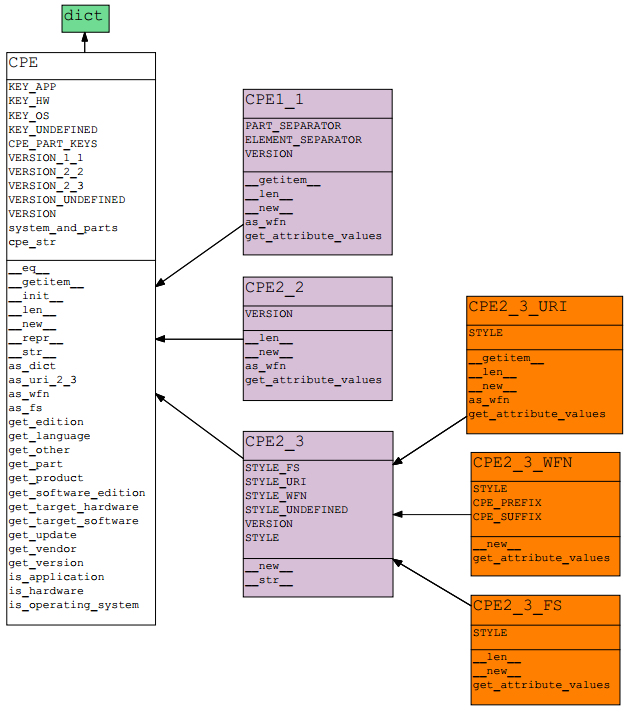 dict
CPE
KEY_APP
KEY_HW
KEY_OS
KEY_UNDEFINED
CPE_PART_KEYS
VERSION_1_1
VERSION_2_2
VERSION_2_3
VERSION_UNDEFINED
VERSION
system_and_parts
cpe_str
__eq__
__getitem__
__init__
__len__
__new__
__repr__
__str__
as_dict
as_uri_2_3
as_wfn
as_fs
get_edition
get_language
get_other
get_part
get_product
get_software_edition
get_target_hardware
get_target_software
get_update
get_vendor
get_version
is_application
is_hardware
is_operating_system
CPE1_1
PART_SEPARATOR
ELEMENT_SEPARATOR
VERSION
__getitem__
__len__
__new__
as_wfn
get_attribute_values
CPE2_2
VERSION
__len__
__new__
as_wfn
get_attribute_values
CPE2_3
STYLE_FS
STYLE_URI
STYLE_WFN
STYLE_UNDEFINED
VERSION
STYLE
__new__
__str__
CPE2_3_URI
STYLE
__getitem__
__len__
__new__
as_wfn
get_attribute_values
CPE2_3_WFN
STYLE
CPE_PREFIX
CPE_SUFFIX
__new__
get_attribute_values
CPE2_3_FS
STYLE
__len__
__new__
get_attribute_values